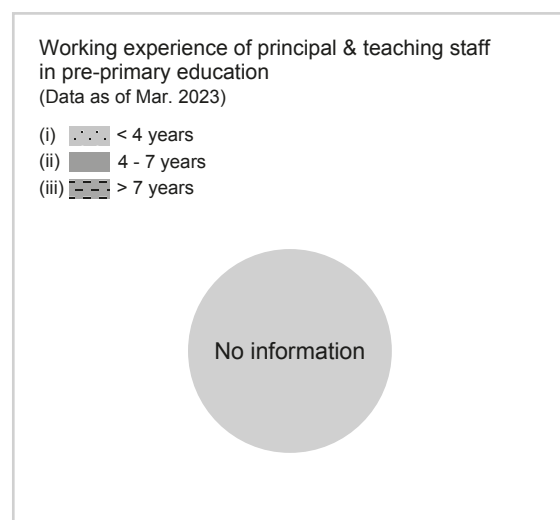 Working experience of principal & teaching staff
in pre-primary education
(Data as of Mar. 2023)
(i) < 4 years
(ii) 4 - 7 years
(iii) > 7 years
No information